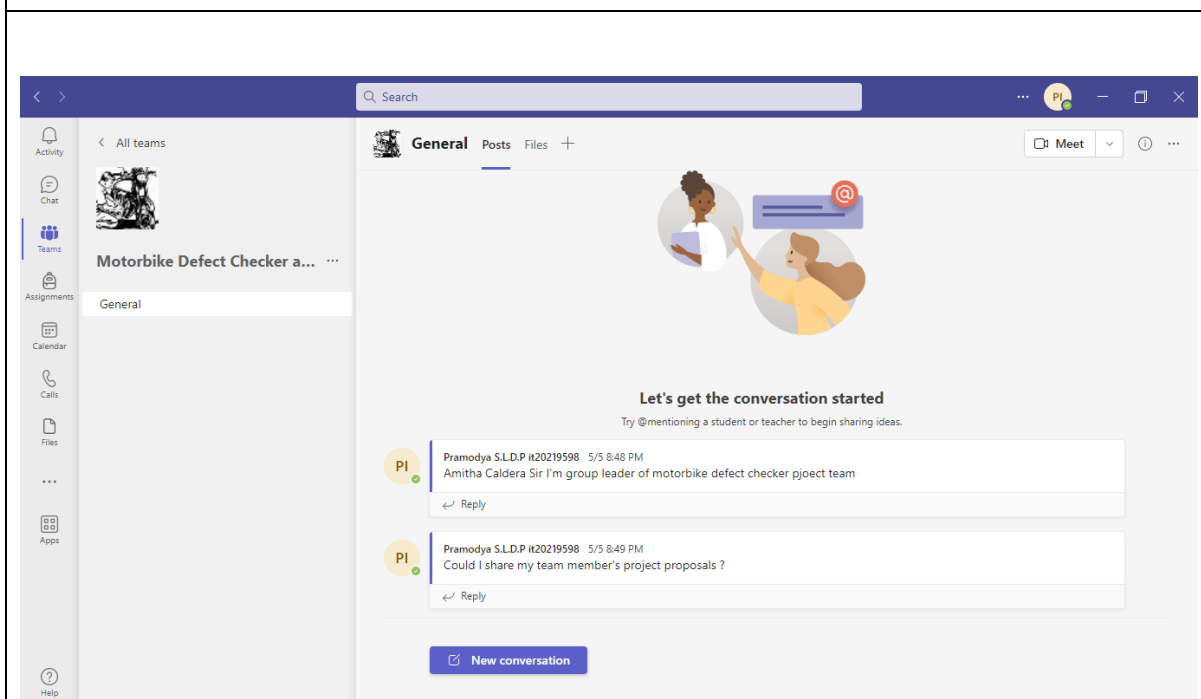 Search
PI
Activity
Chat
Teams
Assignments
Calendar
Calls
Files
Apps
Help
All teams
Motorbike Defect Checker a...
General
General Posts Files
Meet
Let's get the conversation started
Try @mentioning a student or teacher to begin sharing ideas.
PI
Pramodya S.L.D.P it20219598 5/5 8:48 PM
Amitha Caldera Sir I'm group leader of motorbike defect checker pjoect team
Reply
PI
Pramodya S.L.D.P it20219598 5/5 8:49 PM
Could I share my team member's project proposals ?
Reply
New conversation